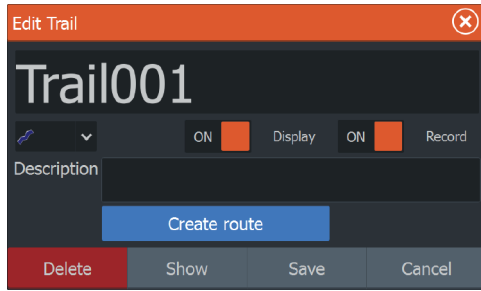 Edit Trail
Trail001
ON Display ON Record
Description
Create route
Delete Show Save Cancel